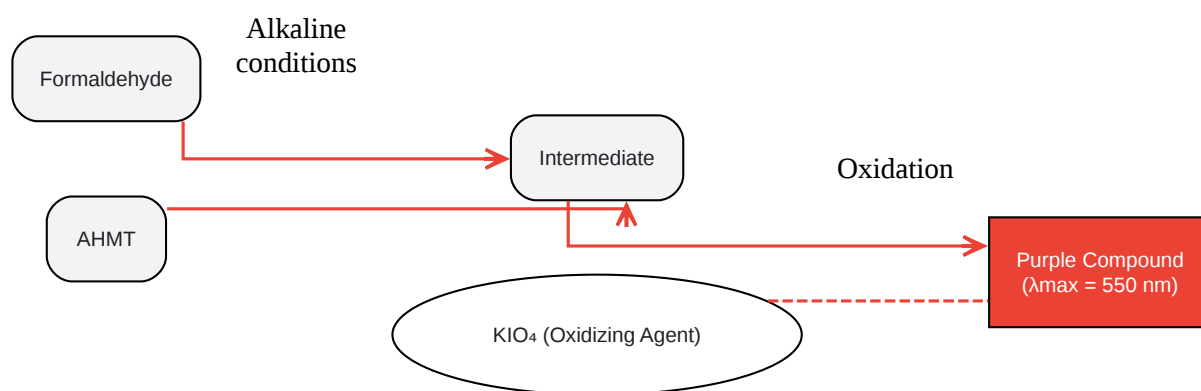 Alkaline
conditions
Formaldehyde
Intermediate
Oxidation
AHMT
Purple Compound
(λmax = 550 nm)
KIO₄ (Oxidizing Agent)